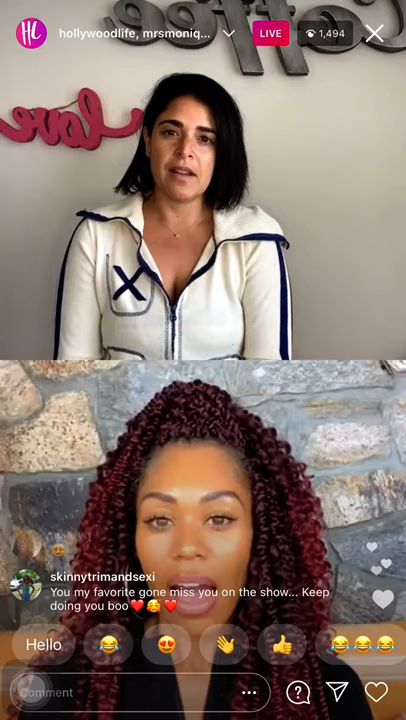 Coffee
HL
hollywoodlife, mrsmoniq...
LIVE
1,494
love
X
skinnytrimandsexi
You my favorite gone miss you on the show... Keep
doing you boo❤️🥰❤️
Hello
😂
😍
👋
👍
😂😂😂
Comment
...